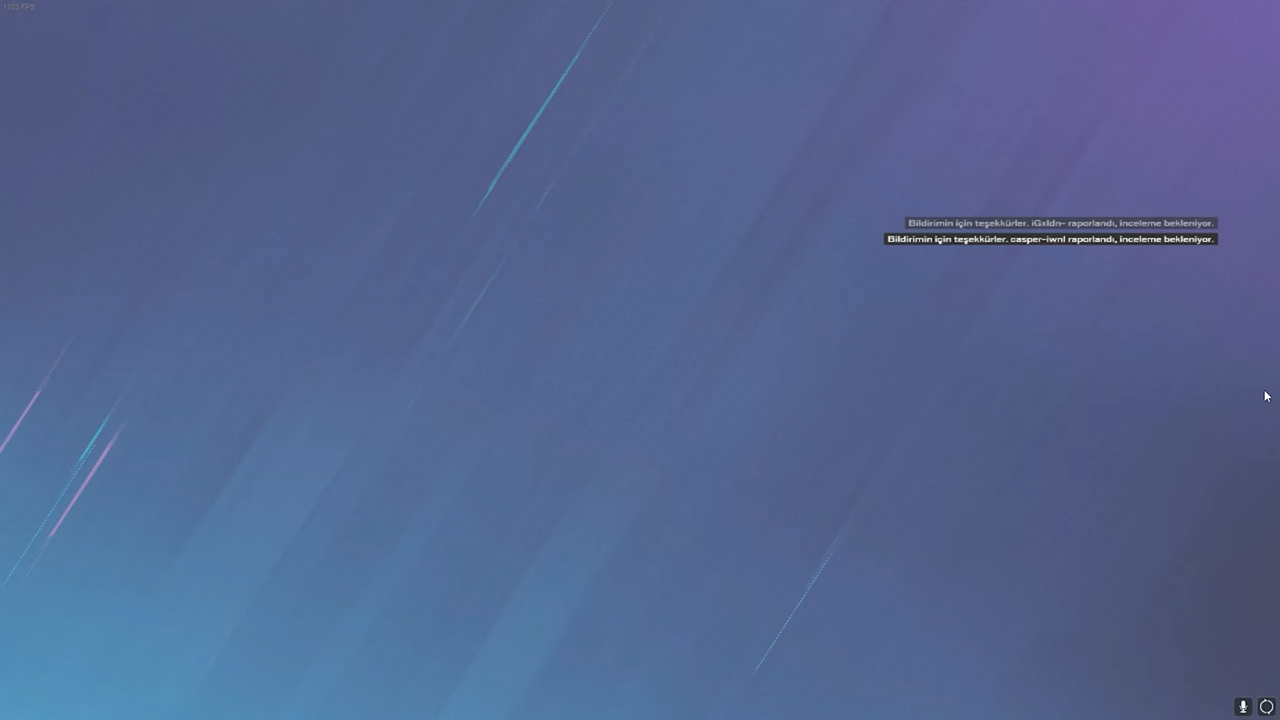 Bildirimin için teşekkürler. iGxldn- raporlandı, inceleme bekleniyor.
Bildirimin için teşekkürler. casper-iwnl raporlandı, inceleme bekleniyor.